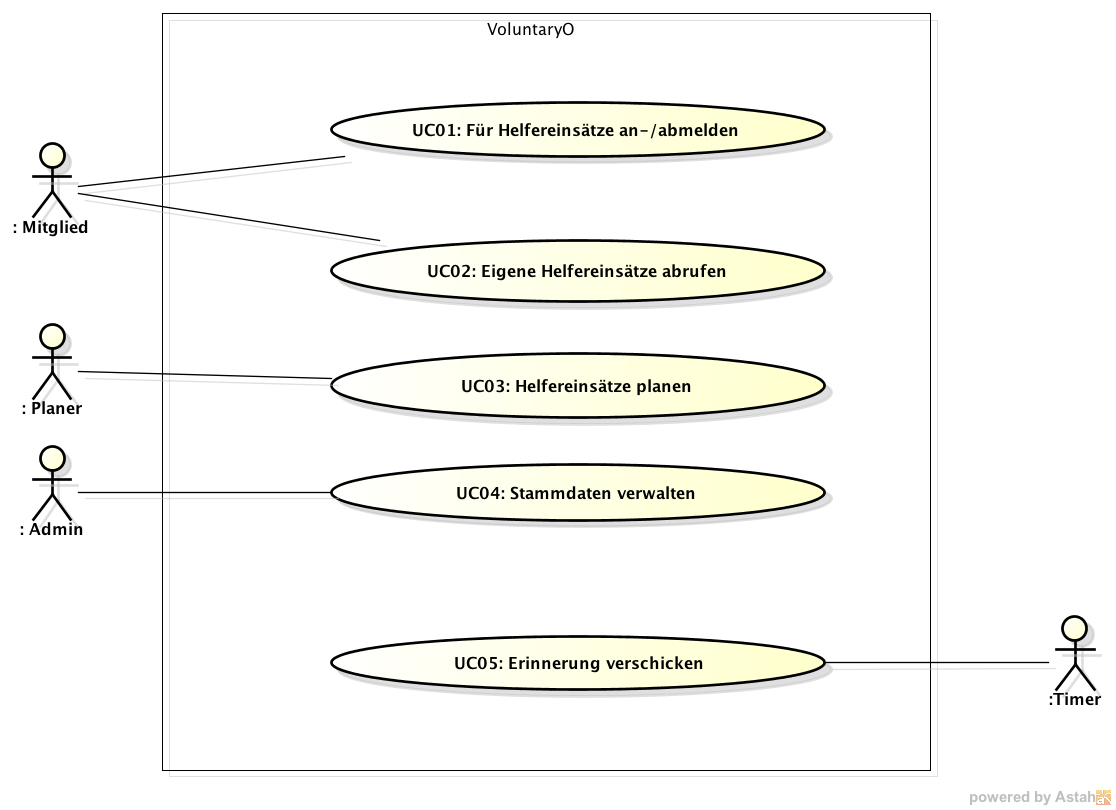 VoluntaryO
UC01: Für Helfereinsätze an-/abmelden
: Mitglied
UC02: Eigene Helfereinsätze abrufen
UC03: Helfereinsätze planen
: Planer
UC04: Stammdaten verwalten
: Admin
UC05: Erinnerung verschicken
:Timer
powered by Astah